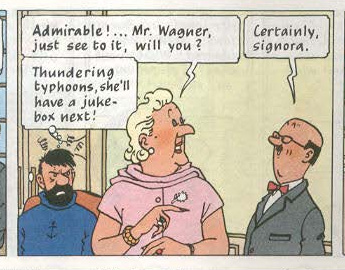 Admirable!... Mr. Wagner,
just see to it, will you?
Thundering
typhoons, she'll
have a juke-
box next!
Certainly,
signora.